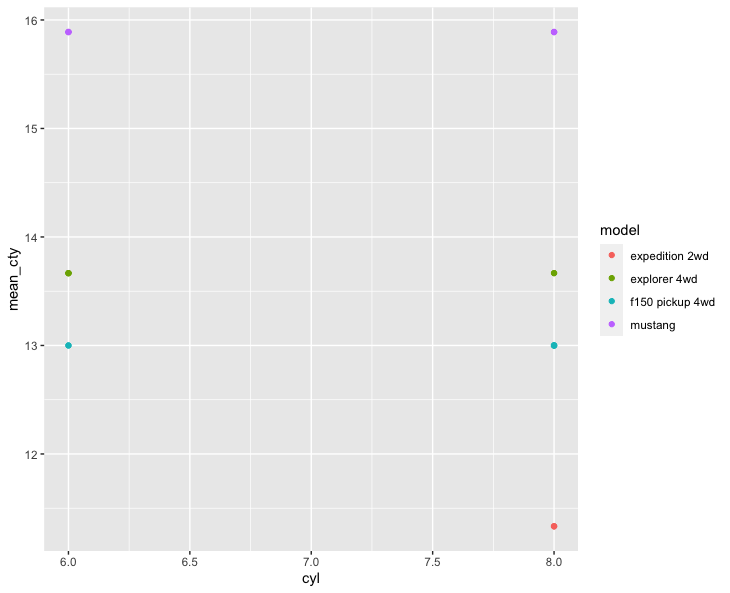 16
15
14
13
12
mean_cty
6.0 6.5 7.0 7.5 8.0
cyl
model
expedition 2wd
explorer 4wd
f150 pickup 4wd
mustang